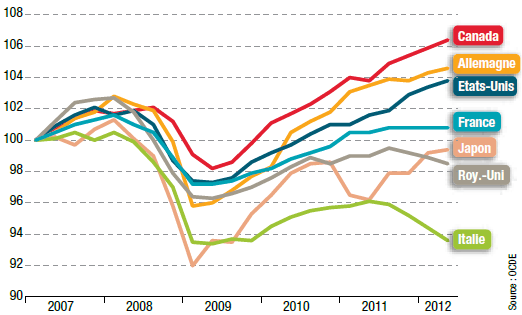 108
106
104
102
100
98
96
94
92
90
2007 2008 2009 2010 2011 2012
Canada
Allemagne
Etats-Unis
France
Japon
Roy.-Uni
Italie
Source : OCDE